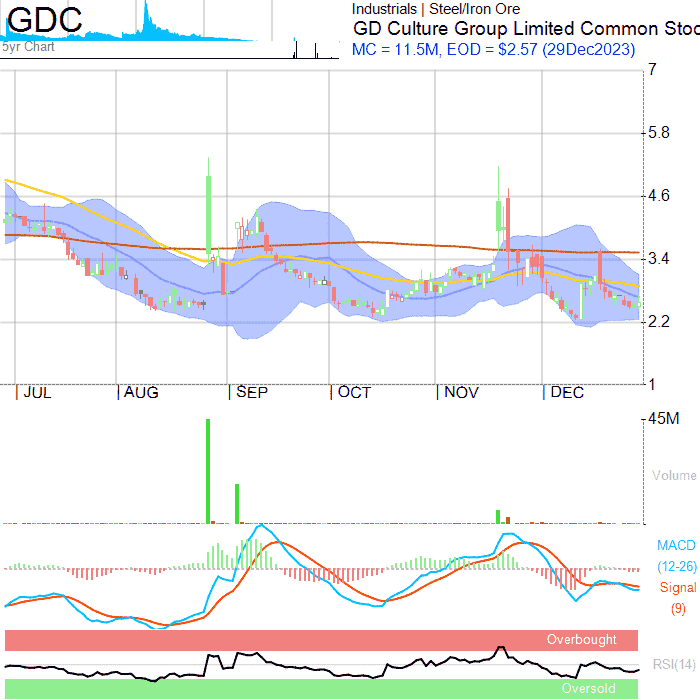 GDC
5yr Chart
Industrials | Steel/Iron Ore
GD Culture Group Limited Common Stoc
MC = 11.5M, EOD = $2.57 (29Dec2023)
7
5.8
4.6
3.4
2.2
1
JUL AUG SEP OCT NOV DEC
45M
Volume
MACD
(12-26)
Signal
(9)
Overbought
RSI(14)
Oversold